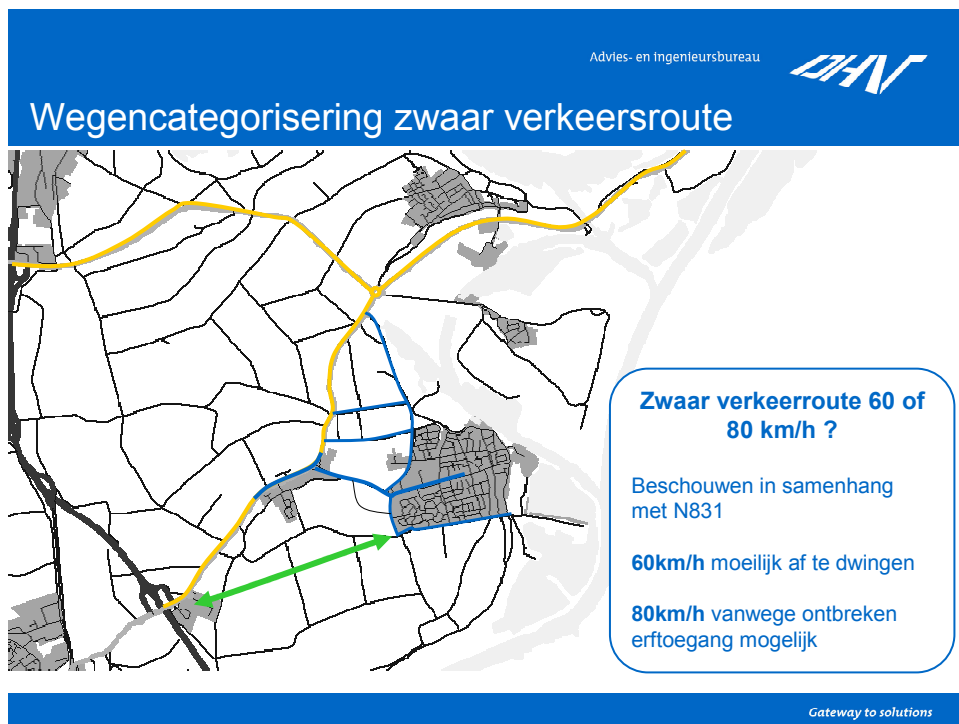 Advies- en ingenieursbureau
DHV
Wegencategorisering zwaar verkeersroute
Zwaar verkeerroute 60 of
80 km/h ?
Beschouwen in samenhang
met N831
60km/h moeilijk af te dwingen
80km/h vanwege ontbreken
erftoegang mogelijk
Gateway to solutions